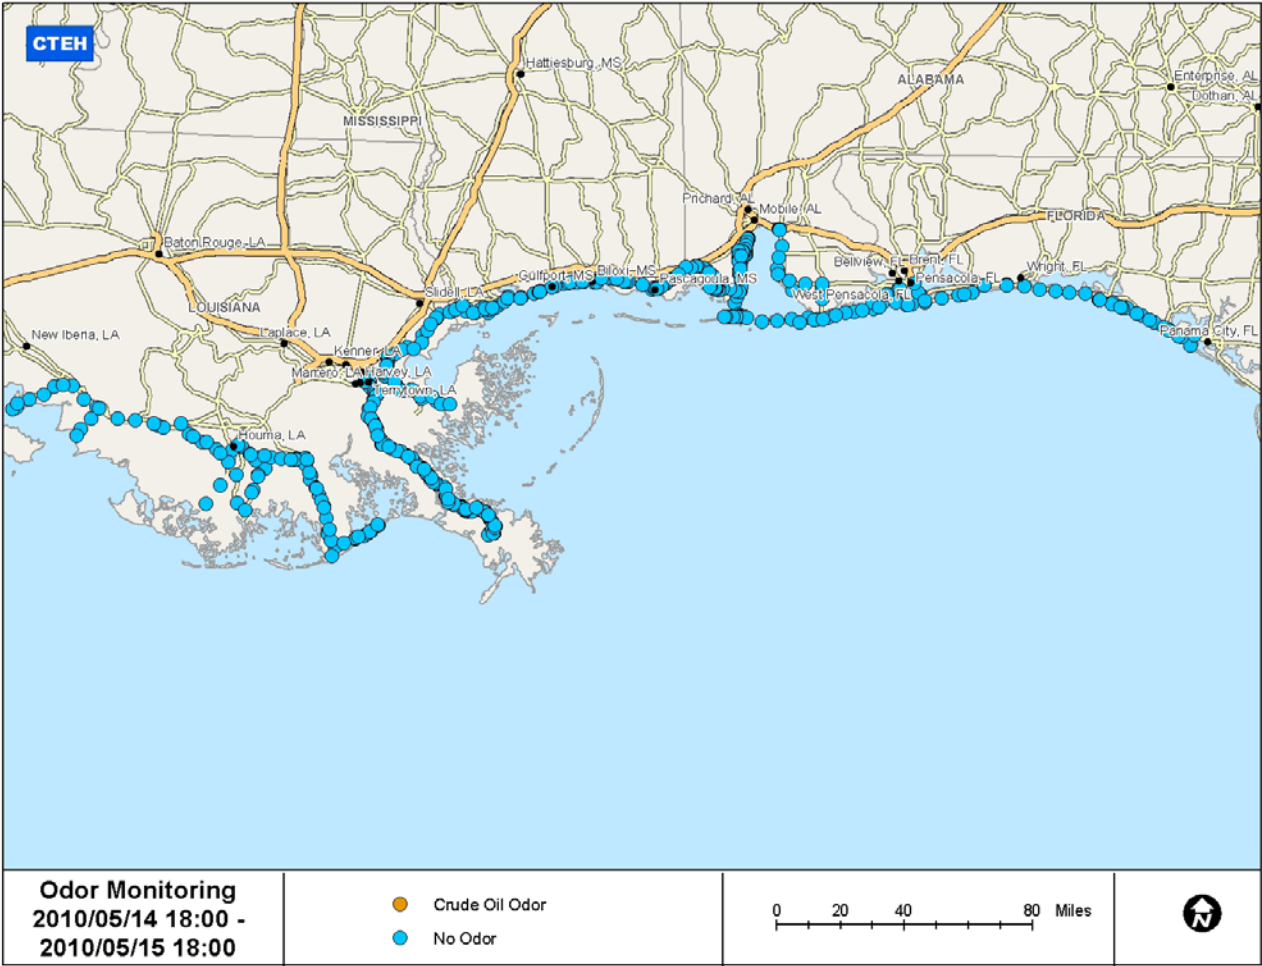 CTEH
Hattiesburg, MS
ALABAMA
Enterprise, AL
Dothan, AL
MISSISSIPPI
Prichard, AL
Mobile, AL
FLORIDA
Baton Rouge, LA
Bellview, FL
Brent, FL
Gulfport, MS
Biloxi, MS
Pascagoula, MS
Pensacola, FL
Wright, FL
Slidell, LA
West Pensacola, FL
LOUISIANA
New Iberia, LA
Laplace, LA
Panama City, FL
Kenner, LA
Marrero, LA
Harvey, LA
Terrytown, LA
Houma, LA
Odor Monitoring
2010/05/14 18:00 -
2010/05/15 18:00
Crude Oil Odor
No Odor
0 20 40 80 Miles
N